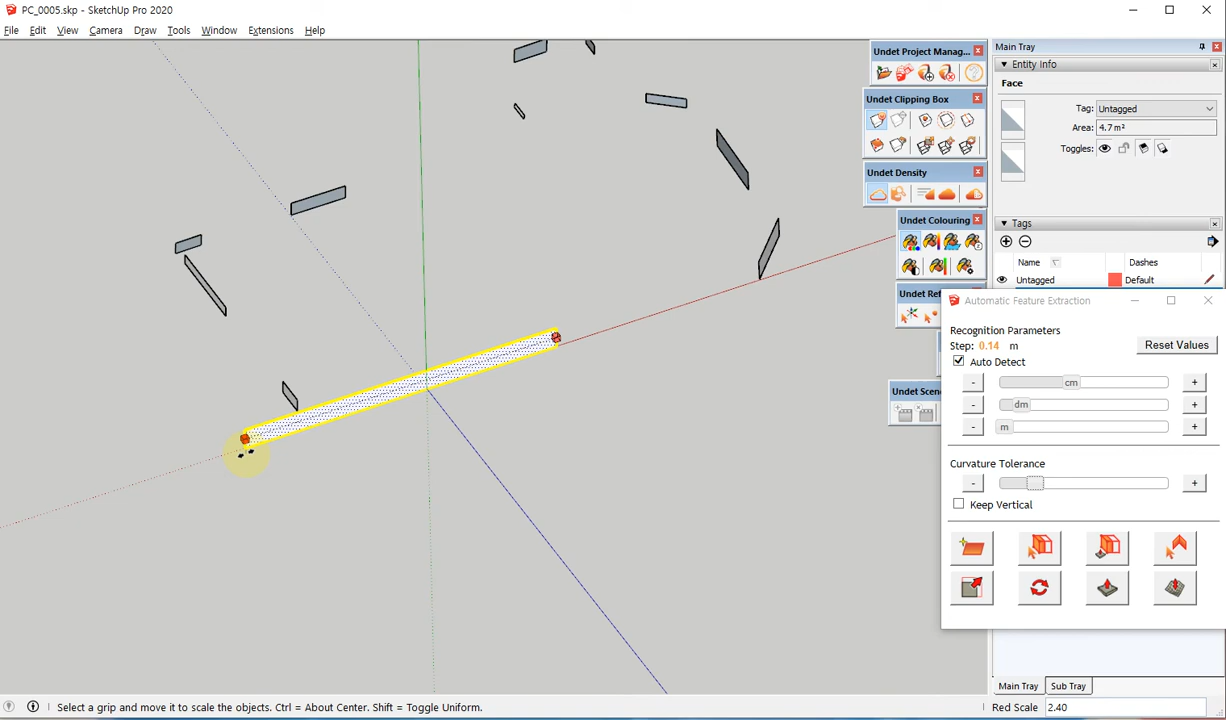 PC_0005.skp - SketchUp Pro 2020
File Edit View Camera Draw Tools Window Extensions Help
Undet Project Manag...
Undet Clipping Box
Undet Density
Undet Colouring
Undet Ref
Undet Scen
Main Tray
Entity Info
Face
Tag: Untagged
Area: 4.7 m²
Toggles:
Tags
Name Dashes
Untagged Default
Automatic Feature Extraction
Recognition Parameters
Step: 0.14 m
Reset Values
Auto Detect
- cm +
- dm +
- m +
Curvature Tolerance
- +
Keep Vertical
Main Tray Sub Tray
Select a grip and move it to scale the objects. Ctrl = About Center. Shift = Toggle Uniform.
Red Scale 2.40